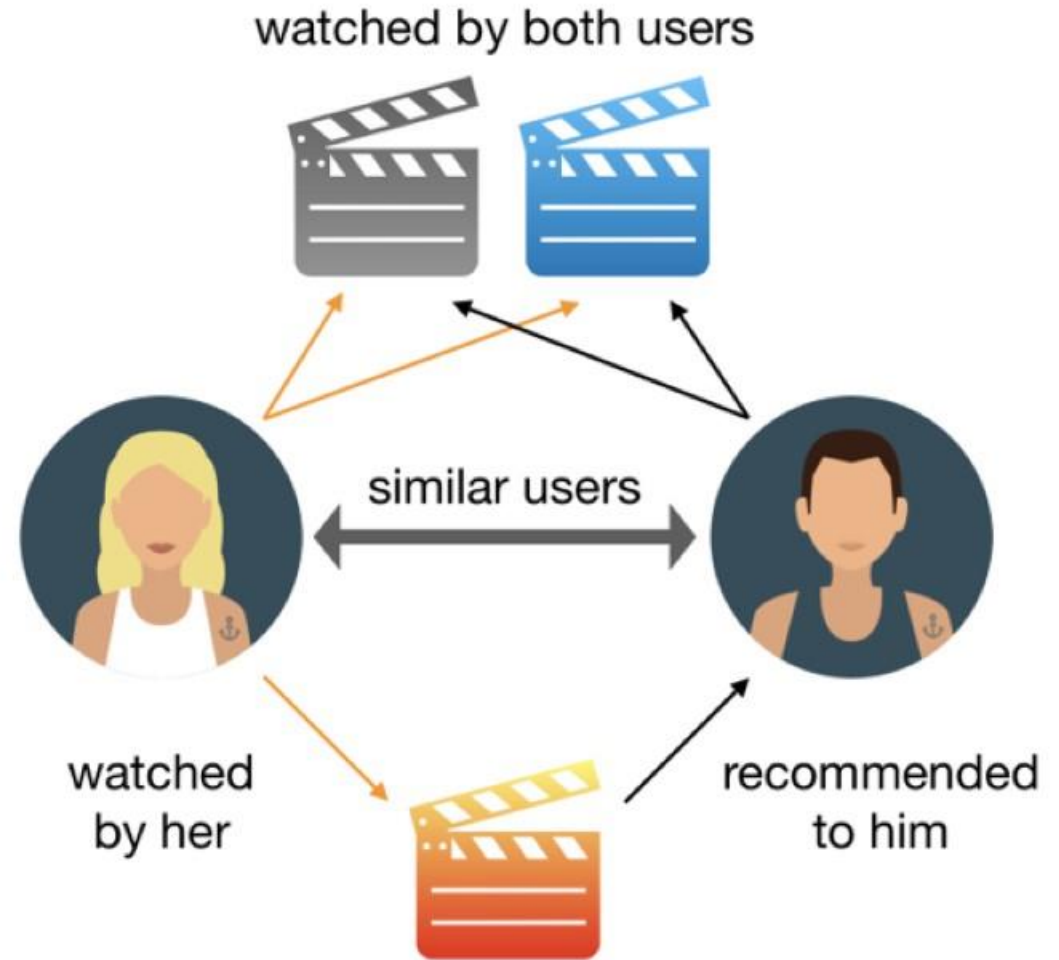 watched by both users
similar users
watched
by her
recommended
to him